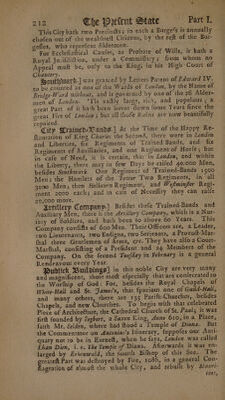 212 The Present State Part I.
This City hath two Precincts; in each a Burgess is annually
chosen out of the wealthiest Citizens, by the rest of the Bur-
gesses, who represent Aldermen.
For Ecclesiastical Causes, as Probate of Wills, it hath a
Royal Jurisdiction, under a Commissary; from whom no
Appeal must be, only to the King, in his High Court of
Chancery.
Southwark.] was granted by Letters Patent of Edward IV.
to be counted as one of the Wards of London, by the Name of
Bridge-Ward without, and is governed by one of the 26 Alder-
men of London. 'Tis vastly large, rich, and populous; a
great Part of it hath been burnt down some Years since the
great Fire of London; but all those Ruins are now beautifully
repaired.
City Trained-Bands.] At the Time of the Happy Re-
stauration of King Charles the Second, there were in London
and Liberties, six Regiments of Trained-Bands, and six
Regiments of Auxiliaries, and one Regiment of Horse; but
in case of Need, it is certain, that in London, and within
the Liberty, there may in few Days be raised 40,000 Men,
besides Southwark. One Regiment of Trained-Bands 1500
Men; the Hamlets of the Tower Two Regiments, in all
3000 Men; then Holborn Regiment, and Westminster Regi-
ment 2000 each; and in case of Necessity they can raise
20,000 more.
Artillery Company.] Besides these Trained-Bands and
Auxiliary Men, there is the Artillery Company, which is a Nur-
sery of Soldiers, and hath been so above 60 Years. This
Company consists of 600 Men. Their Officers are, a Leader,
two Lieutenants, two Ensigns, two Serjeants, a Provost-Mar-
shal three Gentlemen of Arms, &c. They have also a Court-
Marshal, consisting of a President and 24 Members of the
Company. On the second Tuesday in February is a general
Rendezvous every Year.
Publick Buildings] in this noble City are very many
and magnificent, those most especially that are consecrated to
the Worship of God: For, besides the Royal Chapels of
White-Hall and St. James's, that spacious one of Guild-Hall,
and many others, there are 135 Parish-Churches, besides
Chapels, and new Churches. To begin with that celebrated
Piece of Architecture, the Cathedral Church of St. Paul; it was
first founded by Segbert, a Saxon King, Anno 610, in a Place,
saith Mr. Selden, where had stood a Temple of Diana. But
the Commentator on Antonine's Itinerary, supposes our Anti-
quary not to be in Earnest, when he says, London was called
Lhan Dien, i. e. The Temple of Diana. Afterwards it was en-
larged by Erkenwald, the fourth Bishop of this See. The
greatest Part was destroyed by Fire, 1086, in a general Con-
flagration of almost the whole City, and rebuilt by Mauri-